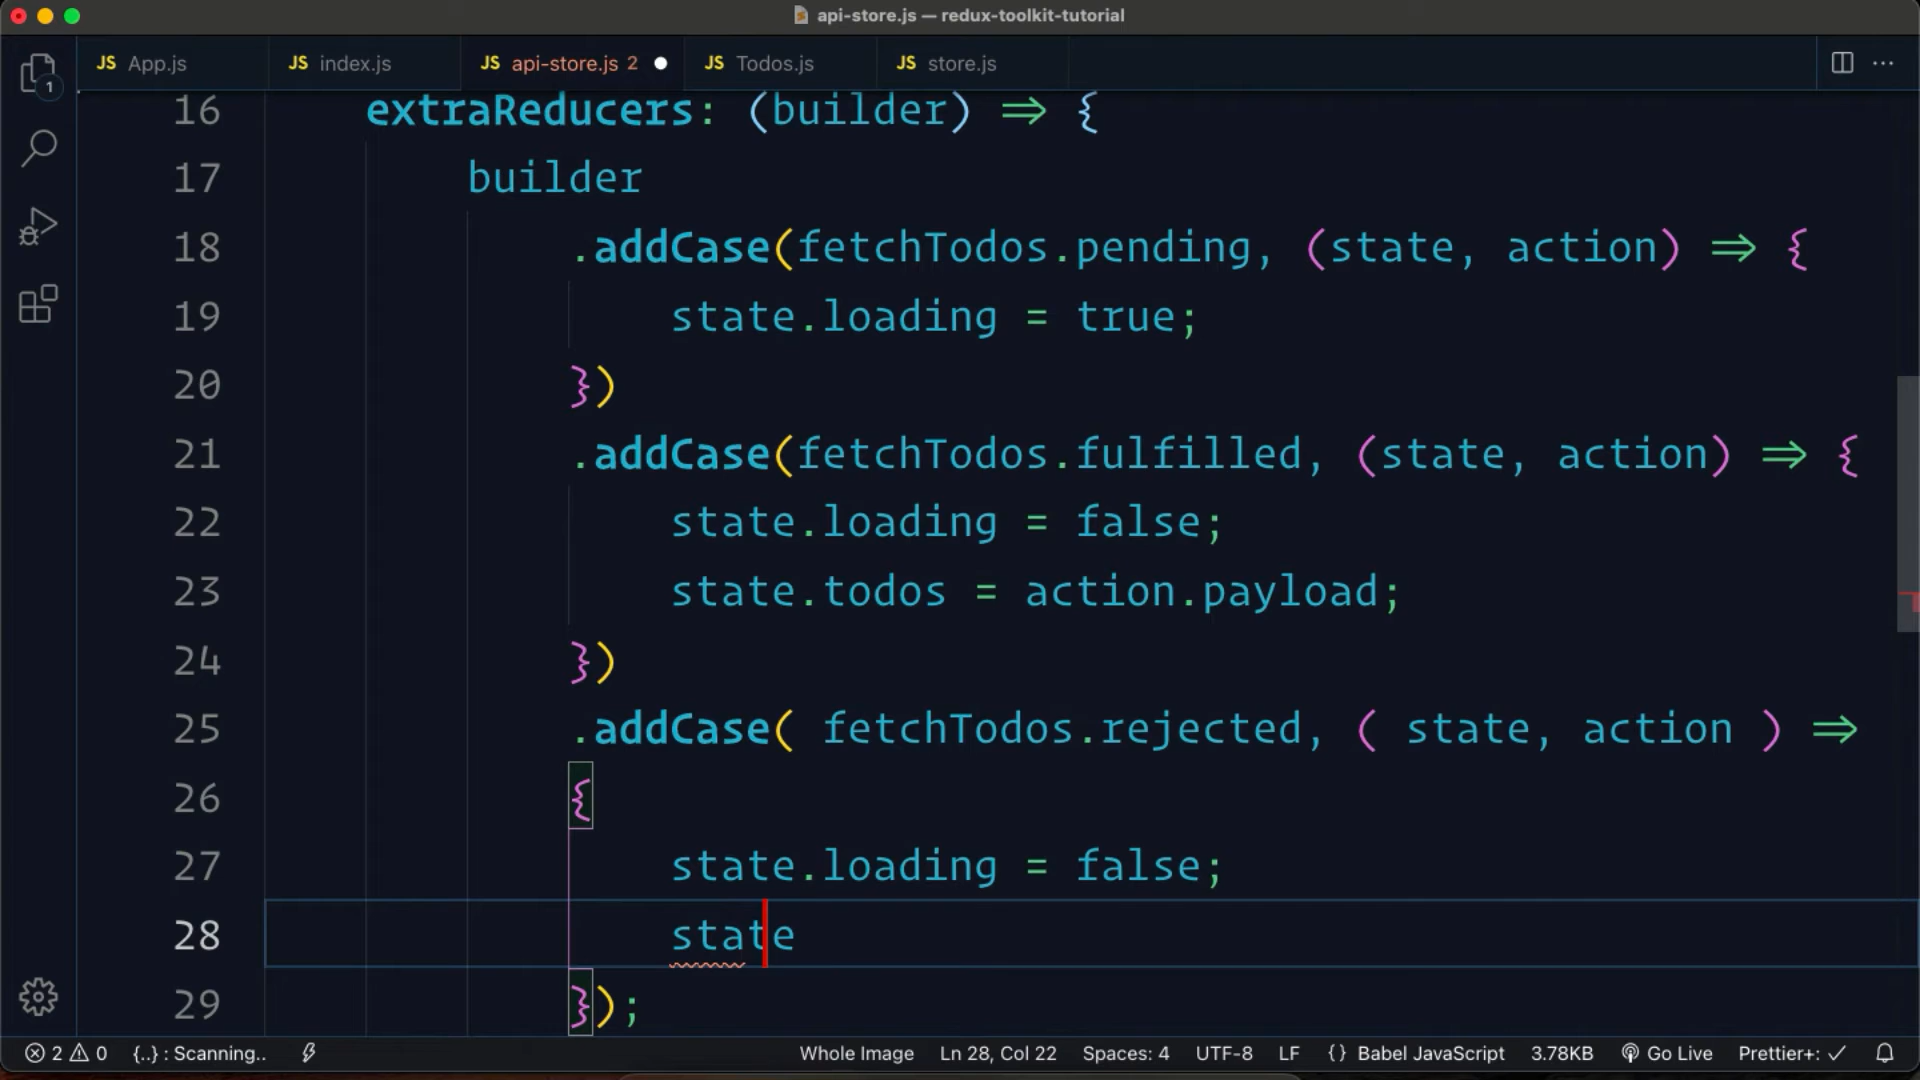 api-store.js — redux-toolkit-tutorial
JS App.js JS index.js JS api-store.js 2 JS Todos.js JS store.js
1
16 extraReducers: (builder) => {
17 builder
18 .addCase(fetchTodos.pending, (state, action) => {
19 state.loading = true;
20 })
21 .addCase(fetchTodos.fulfilled, (state, action) => {
22 state.loading = false;
23 state.todos = action.payload;
24 })
25 .addCase( fetchTodos.rejected, ( state, action ) =>
26 {
27 state.loading = false;
28 state
29 });
2 0 {..} : Scanning.. Whole Image Ln 28, Col 22 Spaces: 4 UTF-8 LF {} Babel JavaScript 3.78KB Go Live Prettier+: ✓